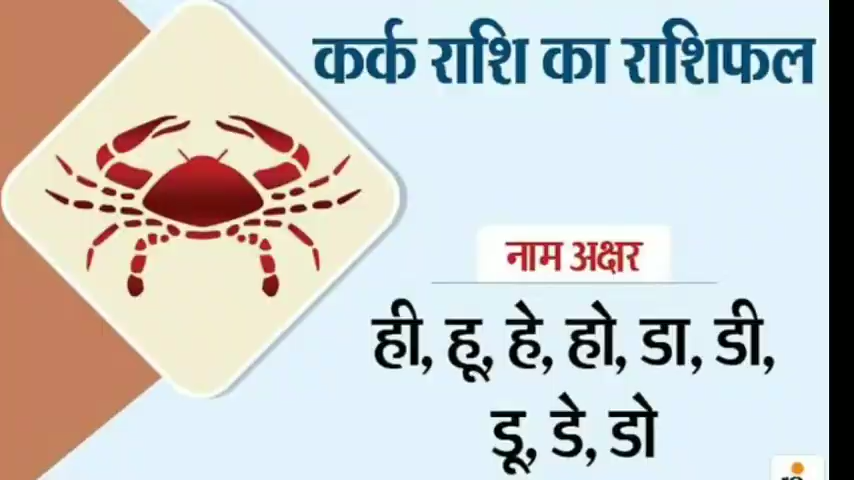 कर्क राशि का राशिफल
नाम अक्षर
ही, हू, हे, हो, डा, डी,
डू, डे, डो